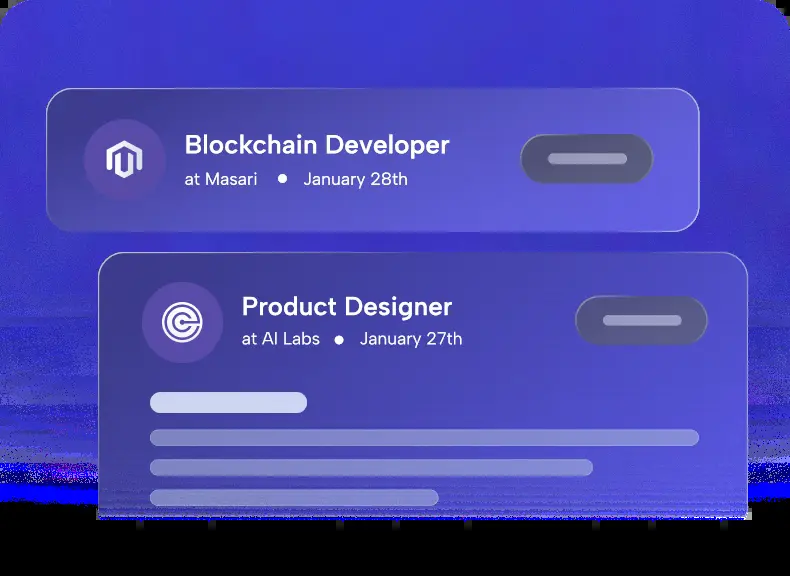 Blockchain Developer
at Masari • January 28th
Product Designer
at AI Labs • January 27th